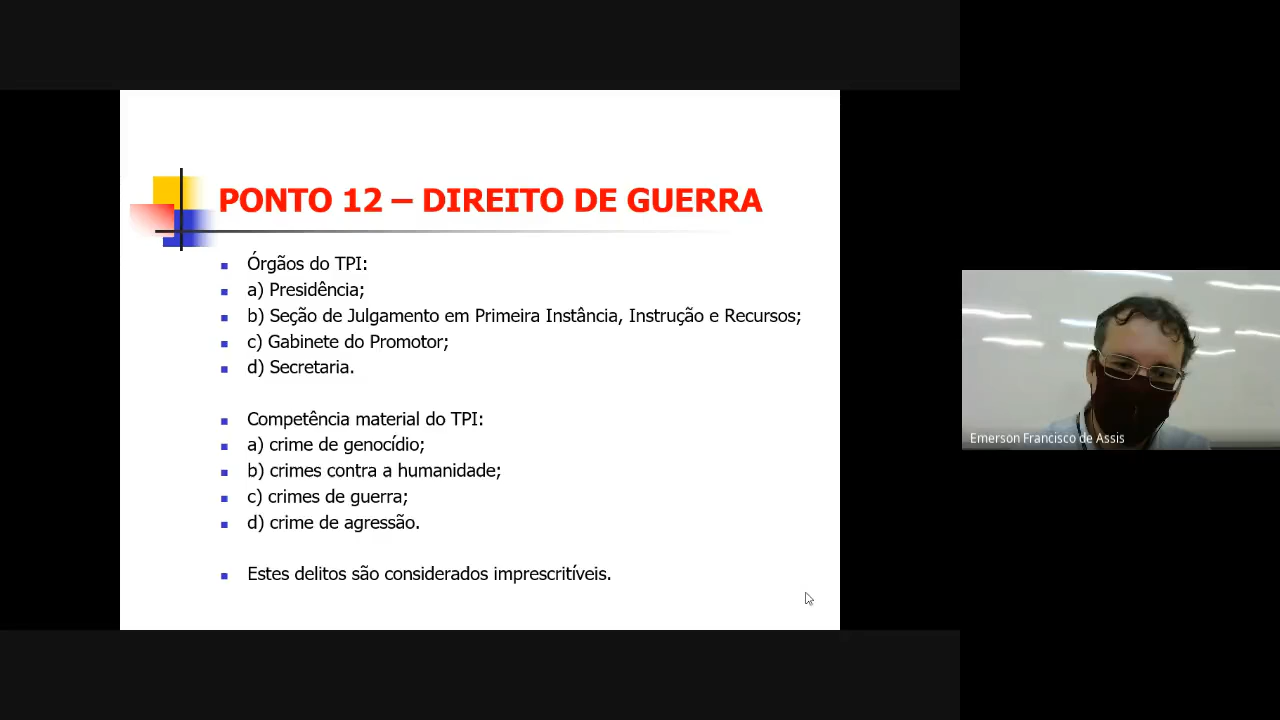 PONTO 12 – DIREITO DE GUERRA
Órgãos do TPI:
a) Presidência;
b) Seção de Julgamento em Primeira Instância, Instrução e Recursos;
c) Gabinete do Promotor;
d) Secretaria.
Competência material do TPI:
a) crime de genocídio;
b) crimes contra a humanidade;
c) crimes de guerra;
d) crime de agressão.
Estes delitos são considerados imprescritíveis.
Emerson Francisco de Assis